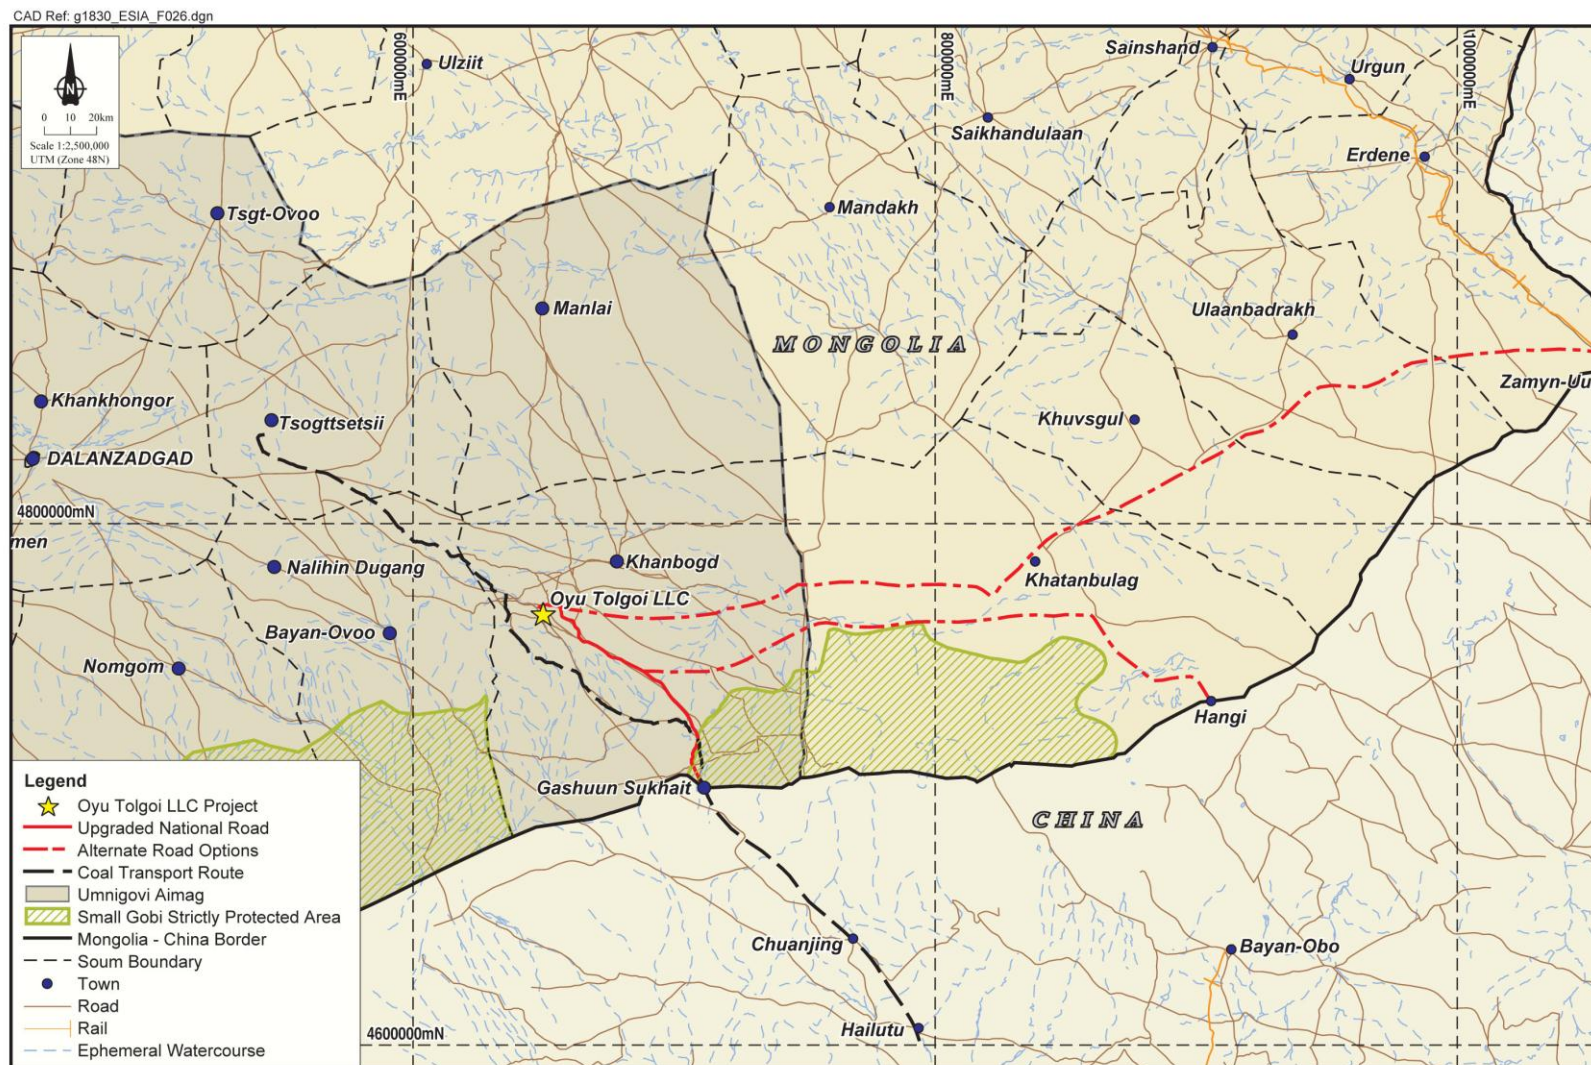 CAD Ref: g1830_ESIA_F026.dgn
N
0 10 20km
Scale 1:2,500,000
UTM (Zone 48N)
600000mE
800000mE
1000000mE
Ulziit
Sainshand
Urgun
Saikhandulaan
Erdene
Tsgt-Ovoo
Mandakh
Manlai
Ulaanbadrakh
MONGOLIA
Zamyn-Uu
Khankhongor
Tsogttsetsii
Khuvsgul
DALANZADGAD
4800000mN
men
Nalihin Dugang
Khanbogd
Khatanbulag
Oyu Tolgoi LLC
Bayan-Ovoo
Nomgom
Hangi
Gashuun Sukhait
CHINA
Legend
Oyu Tolgoi LLC Project
Upgraded National Road
Alternate Road Options
Coal Transport Route
Umnigovi Aimag
Small Gobi Strictly Protected Area
Mongolia - China Border
Soum Boundary
Town
Road
Rail
Ephemeral Watercourse
Chuanjing
Bayan-Obo
Hailutu
4600000mN